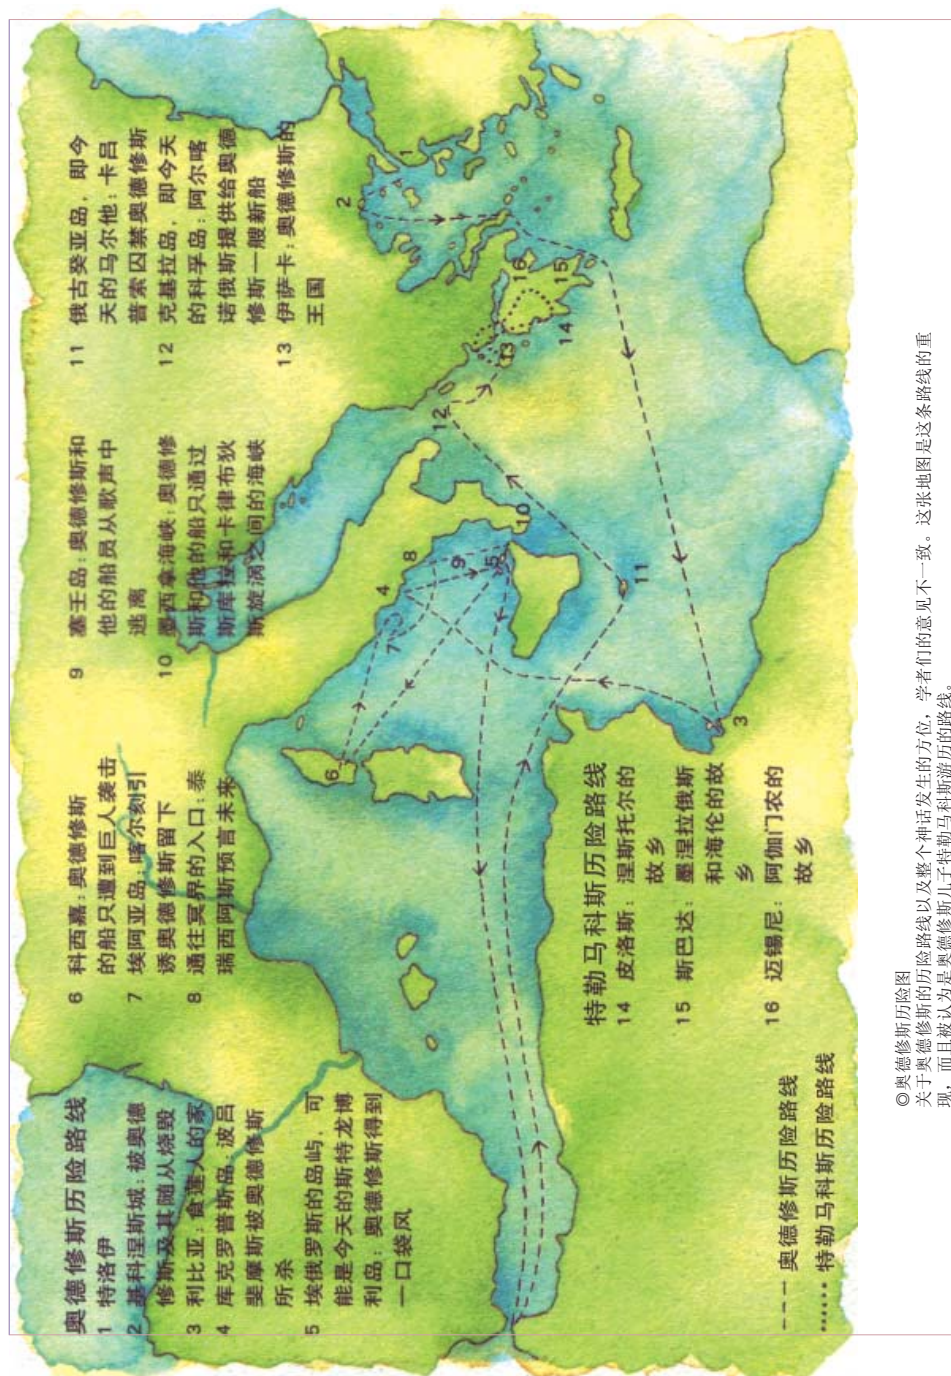 奥德修斯历险路线
1 特洛伊
2 基科涅斯城：被奥德
修斯及其随从烧毁
3 利比亚：食莲人的家
4 库克罗普斯岛：波吕
斐摩斯被奥德修斯
所杀
5 埃俄罗斯的岛屿，可
能是今天的斯特龙博
利岛：奥德修斯得到
一口袋风
6 科西嘉：奥德修斯
的船只遭到巨人袭击
7 埃阿亚岛：喀尔刻引
诱奥德修斯留下
8 通往冥界的入口：泰
瑞西阿斯预言未来
9 塞壬岛：奥德修斯和
他的船员从歌声中
逃离
10 墨西拿海峡：奥德修
斯和他的船只通过
斯库拉和卡律布狄
斯旋涡之间的海峡
11 俄古癸亚岛，即今
天的马尔他：卡吕
普索囚禁奥德修斯
12 克基拉岛，即今天
的科孚岛：阿尔喀
诺俄斯提供给奥德
修斯一艘新船
13 伊萨卡：奥德修斯的
王国
特勒马科斯历险路线
14 皮洛斯：涅斯托尔的
故乡
15 斯巴达：墨涅拉俄斯
和海伦的故
乡
16 迈锡尼：阿伽门农的
故乡
--- 奥德修斯历险路线
...... 特勒马科斯历险路线
1
2
3
4
5
6
7
8
9
10
11
12
13
14
15
16
◎奥德修斯历险图
关于奥德修斯的历险路线以及整个神话发生的方位，学者们的意见不一致。这张地图是这条路线的重
现，而且被认为是奥德修斯儿子特勒马科斯游历的路线。